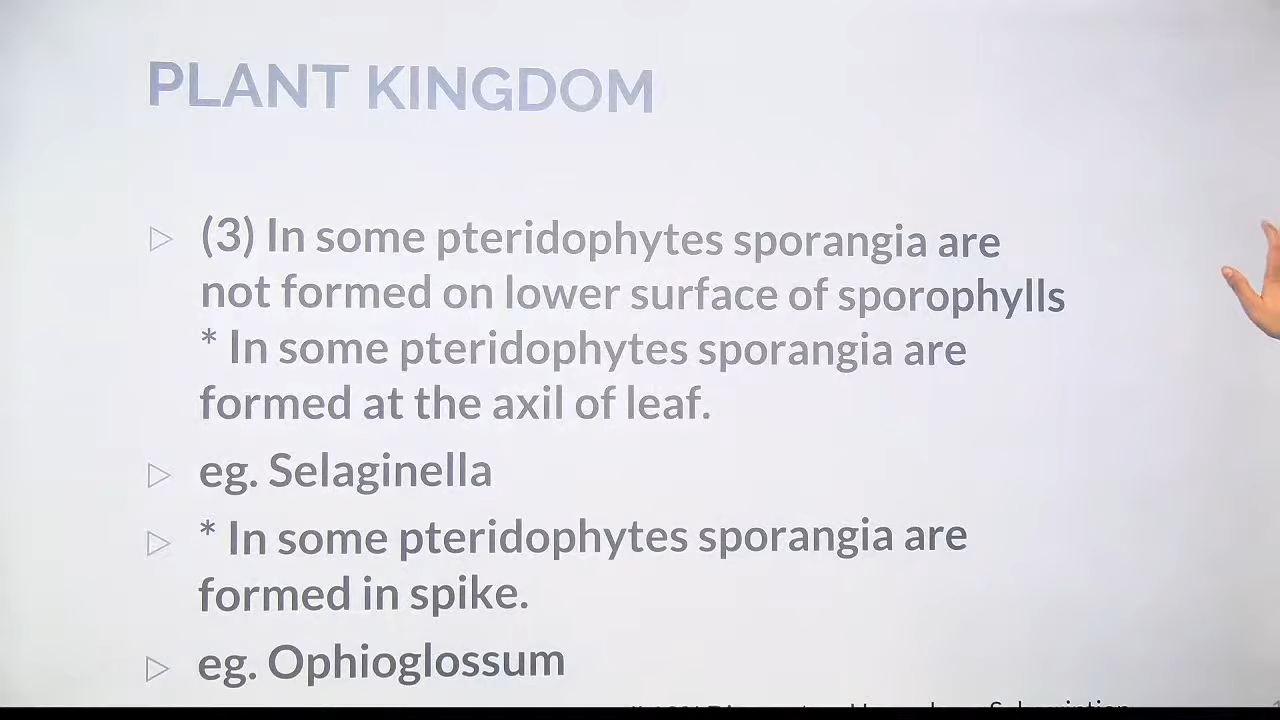 PLANT KINGDOM
(3) In some pteridophytes sporangia are
not formed on lower surface of sporophylls
* In some pteridophytes sporangia are
formed at the axil of leaf.
eg. Selaginella
* In some pteridophytes sporangia are
formed in spike.
eg. Ophioglossum